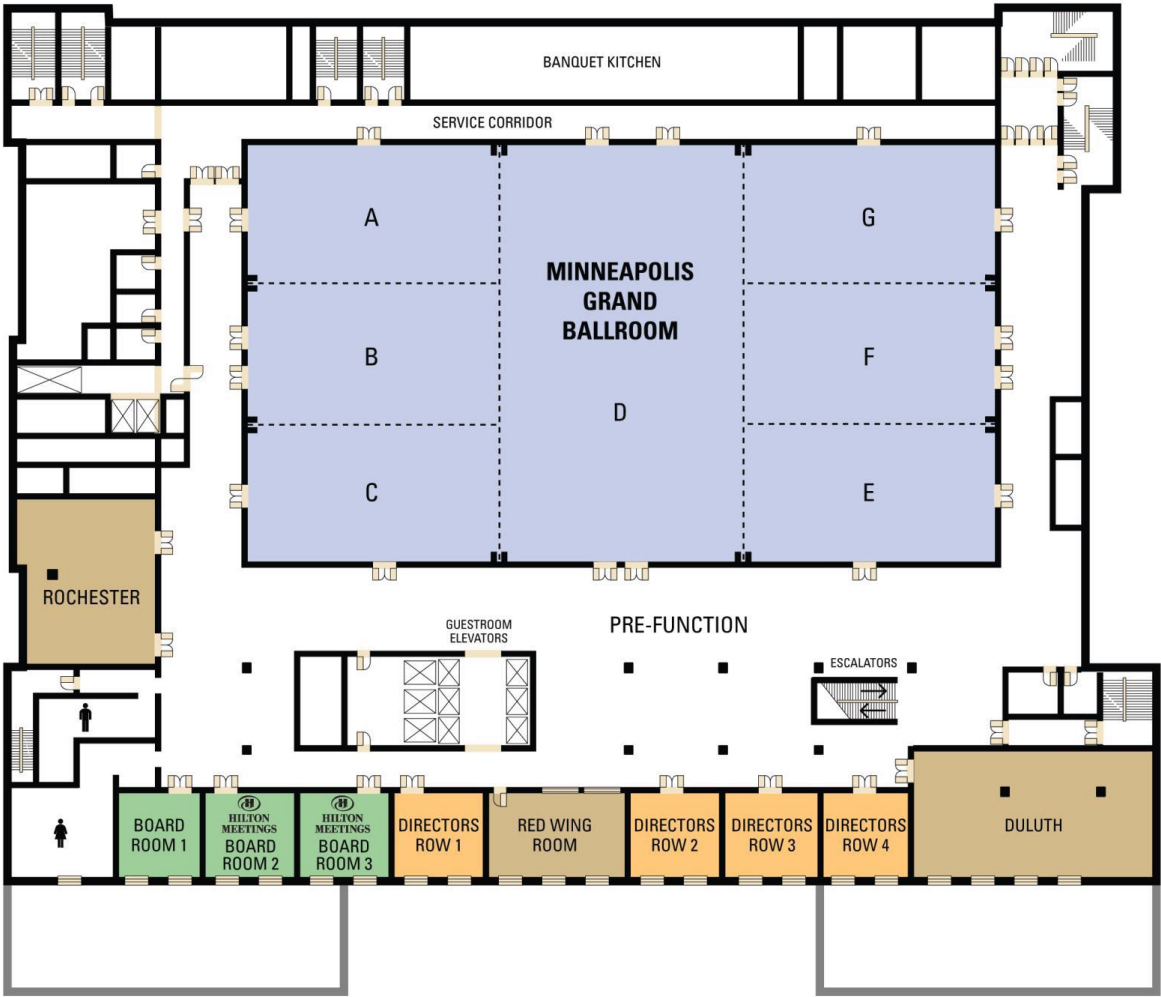 BANQUET KITCHEN
SERVICE CORRIDOR
A
G
MINNEAPOLIS
GRAND
BALLROOM
B
F
D
C
E
ROCHESTER
GUESTROOM
ELEVATORS
PRE-FUNCTION
ESCALATORS
BOARD
ROOM 1
H
HILTON
MEETINGS
BOARD
ROOM 2
H
HILTON
MEETINGS
BOARD
ROOM 3
DIRECTORS
ROW 1
RED WING
ROOM
DIRECTORS
ROW 2
DIRECTORS
ROW 3
DIRECTORS
ROW 4
DULUTH